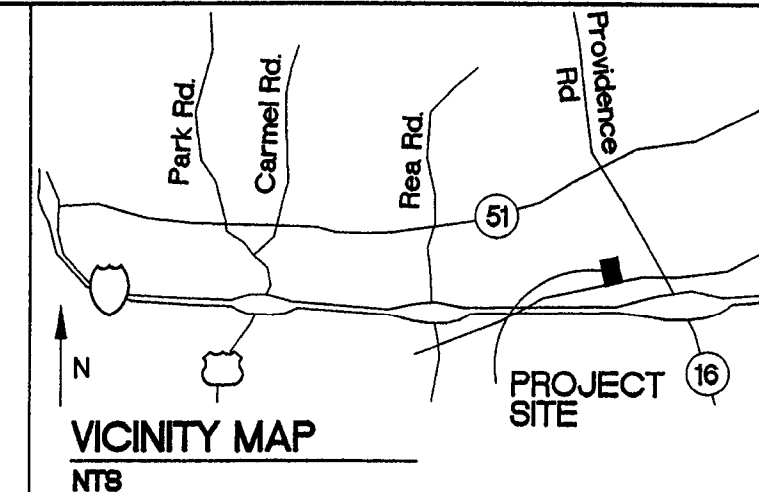 Providence
Rd
Park Rd.
Carmel Rd.
Rea Rd.
51
N
PROJECT
SITE
16
VICINITY MAP
NTS